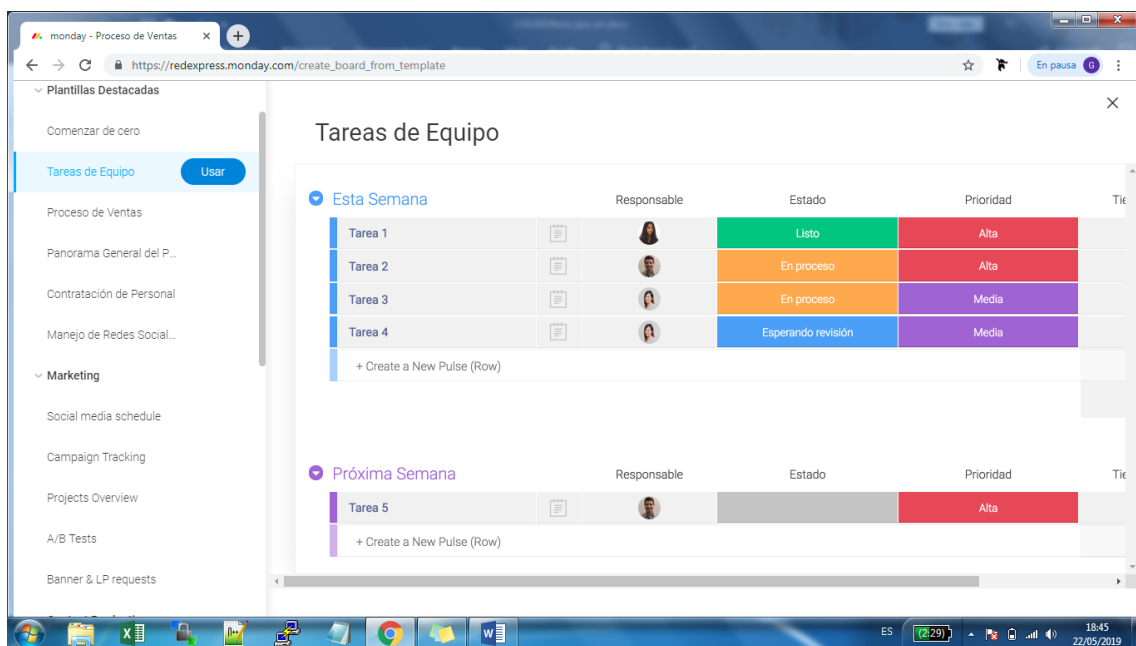 monday - Proceso de Ventas
https://redexpress.monday.com/create_board_from_template
En pausa G
Plantillas Destacadas
Comenzar de cero
Tareas de Equipo Usar
Proceso de Ventas
Panorama General del P...
Contratación de Personal
Manejo de Redes Social...
Marketing
Social media schedule
Campaign Tracking
Projects Overview
A/B Tests
Banner & LP requests
Tareas de Equipo
Esta Semana Responsable Estado Prioridad Tie
Tarea 1 Listo Alta
Tarea 2 En proceso Alta
Tarea 3 En proceso Media
Tarea 4 Esperando revisión Media
+ Create a New Pulse (Row)
Próxima Semana Responsable Estado Prioridad Tie
Tarea 5 Alta
+ Create a New Pulse (Row)
ES (2:29) 18:45
22/05/2019